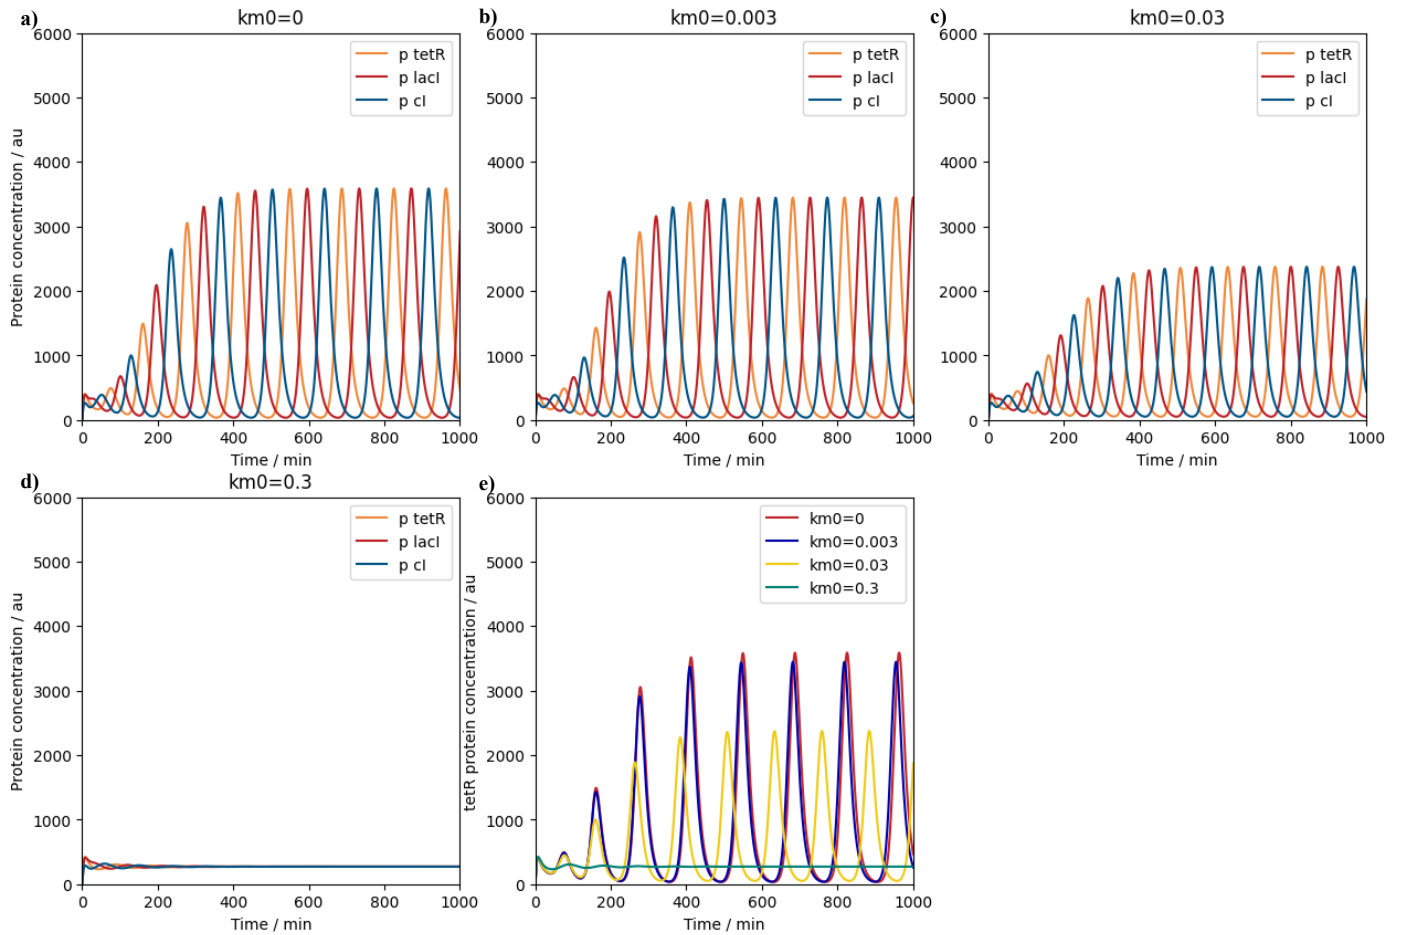 a)
km0=0
6000
5000
4000
3000
2000
1000
0
Protein concentration / au
p tetR
p lacI
p cI
0 200 400 600 800 1000
Time / min
b)
km0=0.003
6000
5000
4000
3000
2000
1000
0
p tetR
p lacI
p cI
0 200 400 600 800 1000
Time / min
c)
km0=0.03
6000
5000
4000
3000
2000
1000
0
p tetR
p lacI
p cI
0 200 400 600 800 1000
Time / min
d)
km0=0.3
6000
5000
4000
3000
2000
1000
0
Protein concentration / au
p tetR
p lacI
p cI
0 200 400 600 800 1000
Time / min
e)
6000
5000
4000
3000
2000
1000
0
tetR protein concentration / au
km0=0
km0=0.003
km0=0.03
km0=0.3
0 200 400 600 800 1000
Time / min